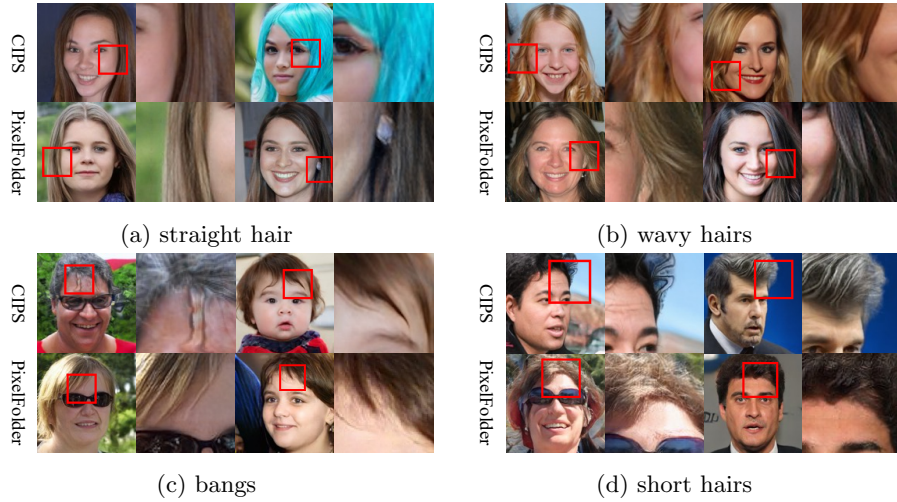 CIPS
PixelFolder
(a) straight hair
CIPS
PixelFolder
(b) wavy hairs
CIPS
PixelFolder
(c) bangs
CIPS
PixelFolder
(d) short hairs